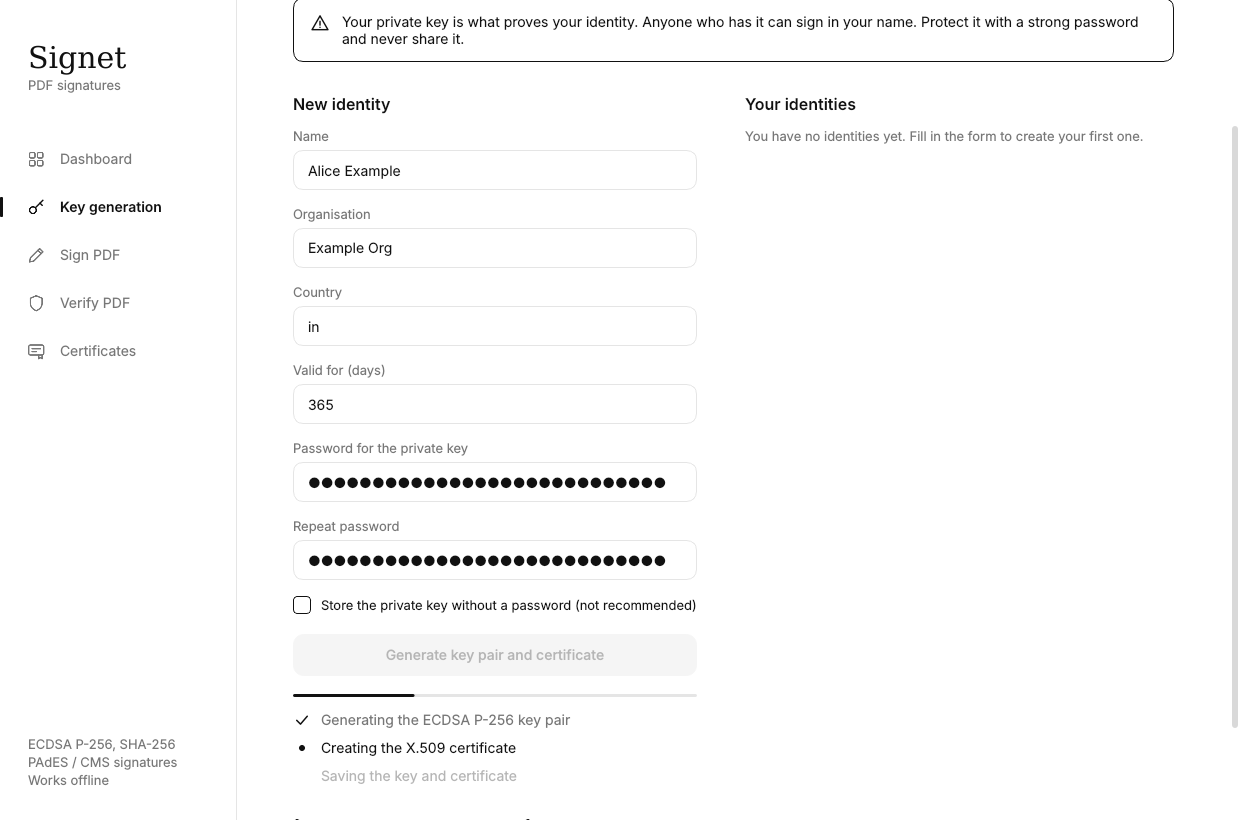 Signet
PDF signatures
Dashboard
Key generation
Sign PDF
Verify PDF
Certificates
ECDSA P-256, SHA-256
PAdES / CMS signatures
Works offline
Your private key is what proves your identity. Anyone who has it can sign in your name. Protect it with a strong password
and never share it.
New identity
Name
Alice Example
Organisation
Example Org
Country
in
Valid for (days)
365
Password for the private key
●●●●●●●●●●●●●●●●●●●●●●●●●●●●
Repeat password
●●●●●●●●●●●●●●●●●●●●●●●●●●●●
Store the private key without a password (not recommended)
Generate key pair and certificate
Generating the ECDSA P-256 key pair
Creating the X.509 certificate
Saving the key and certificate
Your identities
You have no identities yet. Fill in the form to create your first one.